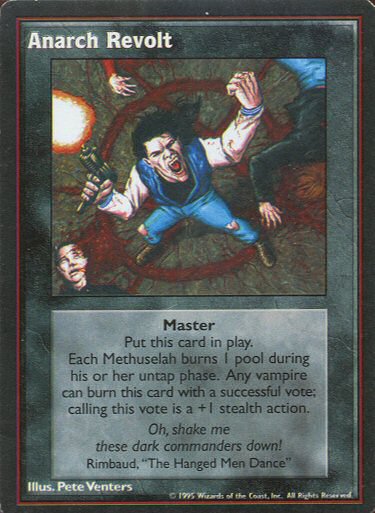 Anarch Revolt
Master
Put this card in play.
Each Methuselah burns 1 pool during
his or her untap phase. Any vampire
can burn this card with a successful vote;
calling this vote is a +1 stealth action.
Oh, shake me
these dark commanders down!
Rimbaud, "The Hanged Men Dance"
Illus. Pete Venters
© 1995 Wizards of the Coast, Inc. All Rights Reserved.